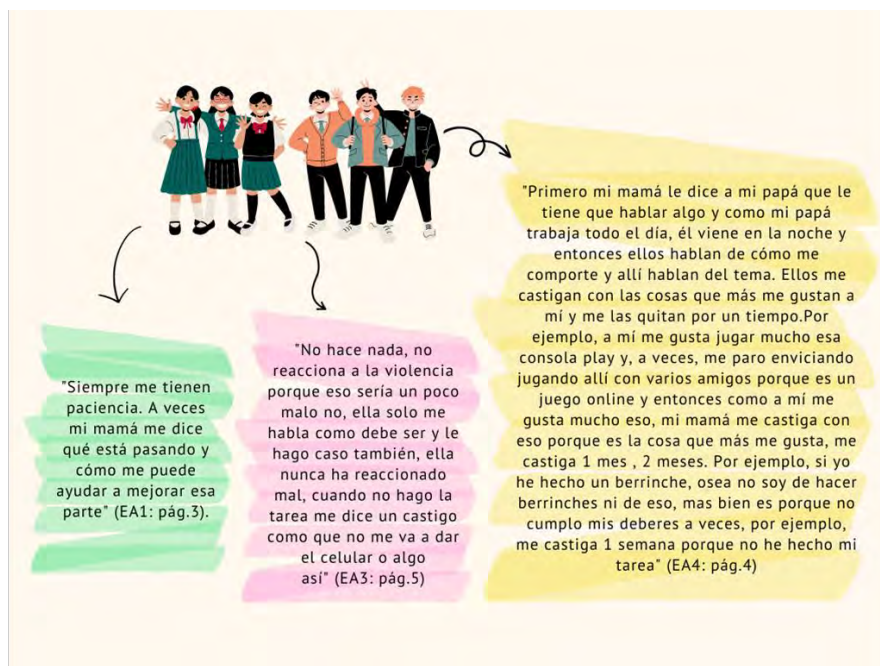 "Siempre me tienen
paciencia. A veces
mi mamá me dice
qué está pasando y
cómo me puede
ayudar a mejorar esa
parte" (EA1: pág.3).
"No hace nada, no
reacciona a la violencia
porque eso sería un poco
malo no, ella solo me
habla como debe ser y le
hago caso también, ella
nunca ha reaccionado
mal, cuando no hago la
tarea me dice un castigo
como que no me va a dar
el celular o algo
así" (EA3: pág.5)
"Primero mi mamá le dice a mi papá que le
tiene que hablar algo y como mi papá
trabaja todo el día, él viene en la noche y
entonces ellos hablan de cómo me
comporte y allí hablan del tema. Ellos me
castigan con las cosas que más me gustan a
mí y me las quitan por un tiempo.Por
ejemplo, a mí me gusta jugar mucho esa
consola play y, a veces, me paro enviciando
jugando allí con varios amigos porque es un
juego online y entonces como a mí me
gusta mucho eso, mi mamá me castiga con
eso porque es la cosa que más me gusta, me
castiga 1 mes , 2 meses. Por ejemplo, si yo
he hecho un berrinche, osea no soy de hacer
berrinches ni de eso, mas bien es porque no
cumplo mis deberes a veces, por ejemplo,
me castiga 1 semana porque no he hecho mi
tarea" (EA4: pág.4)